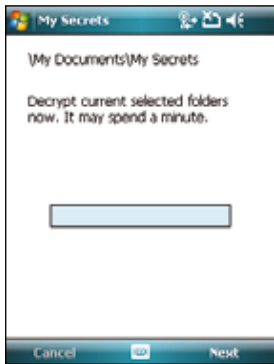 My Secrets
\My Documents\My Secrets
Decrypt current selected folders
now. It may spend a minute.
Cancel
Next